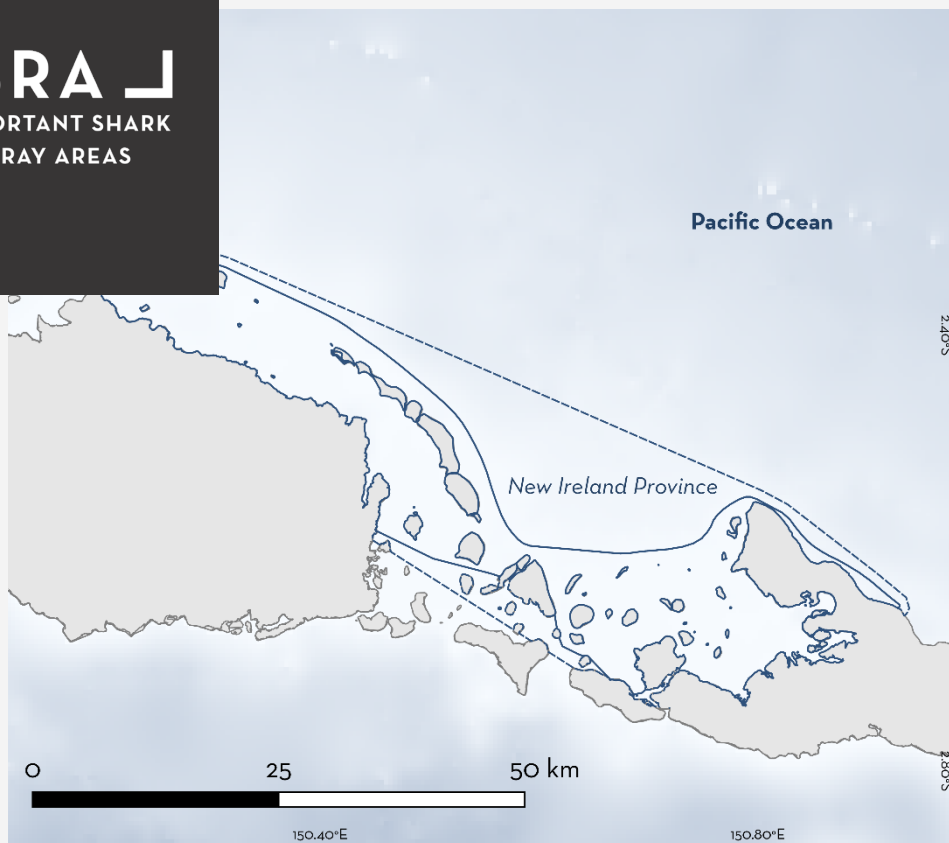 RA
ORTANT SHARK
RAY AREAS
Pacific Ocean
2.40°S
New Ireland Province
0 25 50 km
2.80°S
150.40°E 150.80°E